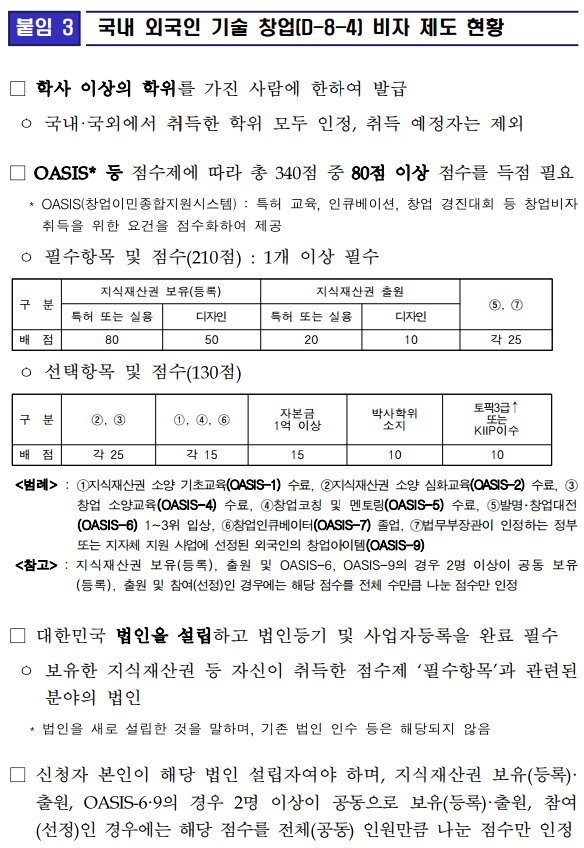 붙임 3 국내 외국인 기술 창업(D-8-4) 비자 제도 현황
□ 학사 이상의 학위를 가진 사람에 한하여 발급
ㅇ 국내·국외에서 취득한 학위 모두 인정, 취득 예정자는 제외
□ OASIS* 등 점수제에 따라 총 340점 중 80점 이상 점수를 득점 필요
* OASIS(창업이민종합지원시스템) : 특허 교육, 인큐베이션, 창업 경진대회 등 창업비자
취득을 위한 요건을 점수화하여 제공
ㅇ 필수항목 및 점수(210점) : 1개 이상 필수
구 분 지식재산권 보유(등록) 지식재산권 출원 ⑤, ⑦
특허 또는 실용 디자인 특허 또는 실용 디자인
배 점 80 50 20 10 각 25
ㅇ 선택항목 및 점수(130점)
구 분 ②, ③ ①, ④, ⑥ 자본금
1억 이상 박사학위
소지 토픽3급↑
또는
KIIP이수
배 점 각 25 각 15 15 10 10
<범례> : ①지식재산권 소양 기초교육(OASIS-1) 수료, ②지식재산권 소양 심화교육(OASIS-2) 수료, ③
창업 소양교육(OASIS-4) 수료, ④창업코칭 및 멘토링(OASIS-5) 수료, ⑤발명·창업대전
(OASIS-6) 1~3위 입상, ⑥창업인큐베이터(OASIS-7) 졸업, ⑦법무부장관이 인정하는 정부
또는 지자체 지원 사업에 선정된 외국인의 창업아이템(OASIS-9)
<참고> : 지식재산권 보유(등록), 출원 및 OASIS-6, OASIS-9의 경우 2명 이상이 공동 보유
(등록), 출원 및 참여(선정)인 경우에는 해당 점수를 전체 수만큼 나눈 점수만 인정
□ 대한민국 법인을 설립하고 법인등기 및 사업자등록을 완료 필수
ㅇ 보유한 지식재산권 등 자신이 취득한 점수제 '필수항목'과 관련된
분야의 법인
* 법인을 새로 설립한 것을 말하며, 기존 법인 인수 등은 해당되지 않음
□ 신청자 본인이 해당 법인 설립자여야 하며, 지식재산권 보유(등록)·
출원, OASIS-6·9의 경우 2명 이상이 공동으로 보유(등록)·출원, 참여
(선정)인 경우에는 해당 점수를 전체(공동) 인원만큼 나눈 점수만 인정